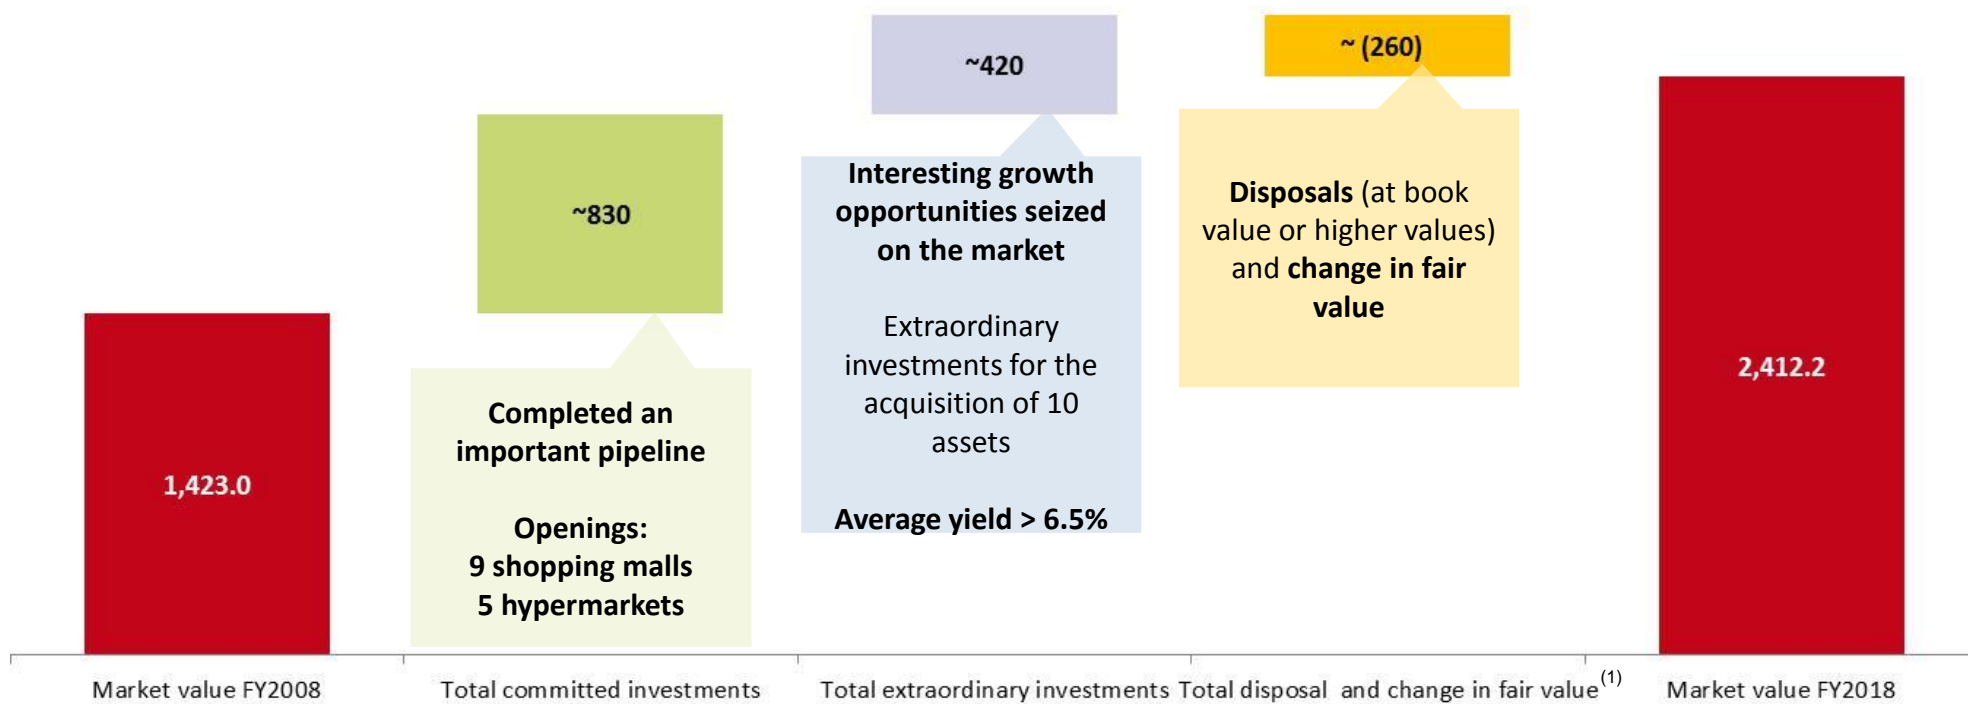 ~420
~ (260)
~830
Interesting growth
opportunities seized
on the market
Extraordinary
investments for the
acquisition of 10
assets
Average yield > 6.5%
Disposals (at book
value or higher values)
and change in fair
value
2,412.2
Completed an
important pipeline
Openings:
9 shopping malls
5 hypermarkets
1,423.0
Market value FY2008
Total committed investments
Total extraordinary investments
Total disposal and change in fair value(1)
Market value FY2018